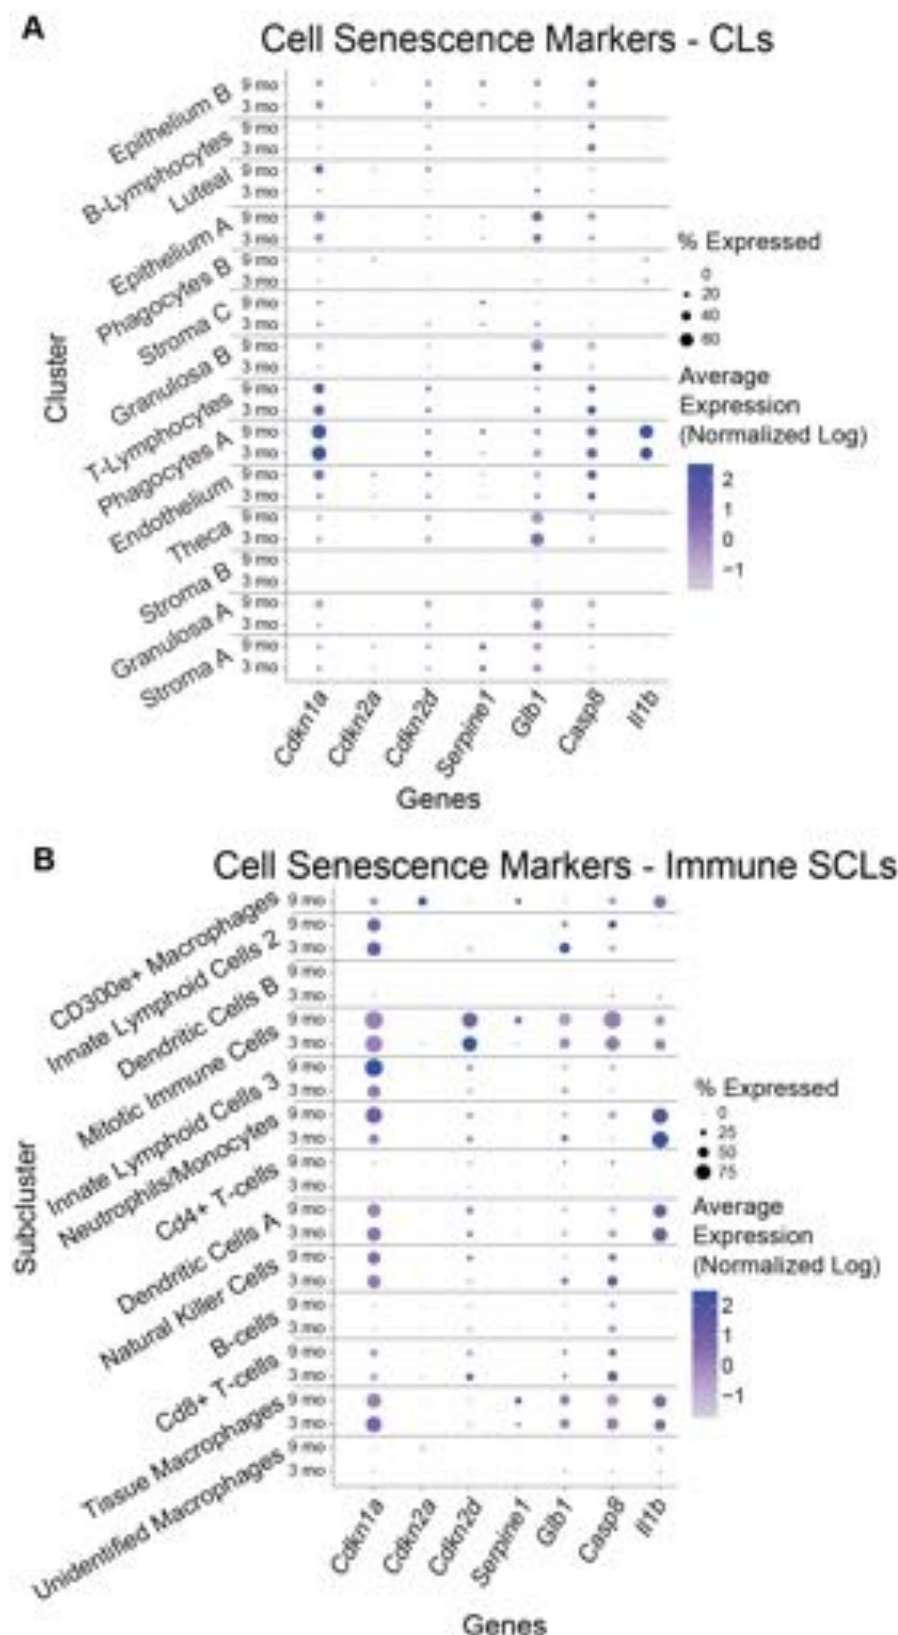 A
Cell Senescence Markers - CLs
Cluster
Epithelium B 9 mo
3 mo
B-Lymphocytes 9 mo
3 mo
Luteal 9 mo
3 mo
Epithelium A 9 mo
3 mo
Phagocytes B 9 mo
3 mo
Stroma C 9 mo
3 mo
Granulosa B 9 mo
3 mo
T-Lymphocytes 9 mo
3 mo
Phagocytes A 9 mo
3 mo
Endothelium 9 mo
3 mo
Theca 9 mo
3 mo
Stroma B 9 mo
3 mo
Granulosa A 9 mo
3 mo
Stroma A 9 mo
3 mo
Cdkn1a Cdkn2a Cdkn2d Serpine1 Glb1 Casp8 Il1b
Genes
% Expressed
0
20
40
60
Average
Expression
(Normalized Log)
2
1
0
−1
B
Cell Senescence Markers - Immune SCLs
Subcluster
CD300e+ Macrophages 9 mo
Innate Lymphoid Cells 2 9 mo
3 mo
Dendritic Cells B 9 mo
3 mo
Mitotic Immune Cells 9 mo
3 mo
Innate Lymphoid Cells 3 9 mo
3 mo
Neutrophils/Monocytes 9 mo
3 mo
Cd4+ T-cells 9 mo
3 mo
Dendritic Cells A 9 mo
3 mo
Natural Killer Cells 9 mo
3 mo
B-cells 9 mo
3 mo
Cd8+ T-cells 9 mo
3 mo
Tissue Macrophages 9 mo
3 mo
Unidentified Macrophages 9 mo
3 mo
Cdkn1a Cdkn2a Cdkn2d Serpine1 Glb1 Casp8 Il1b
Genes
% Expressed
0
25
50
75
Average
Expression
(Normalized Log)
2
1
0
−1